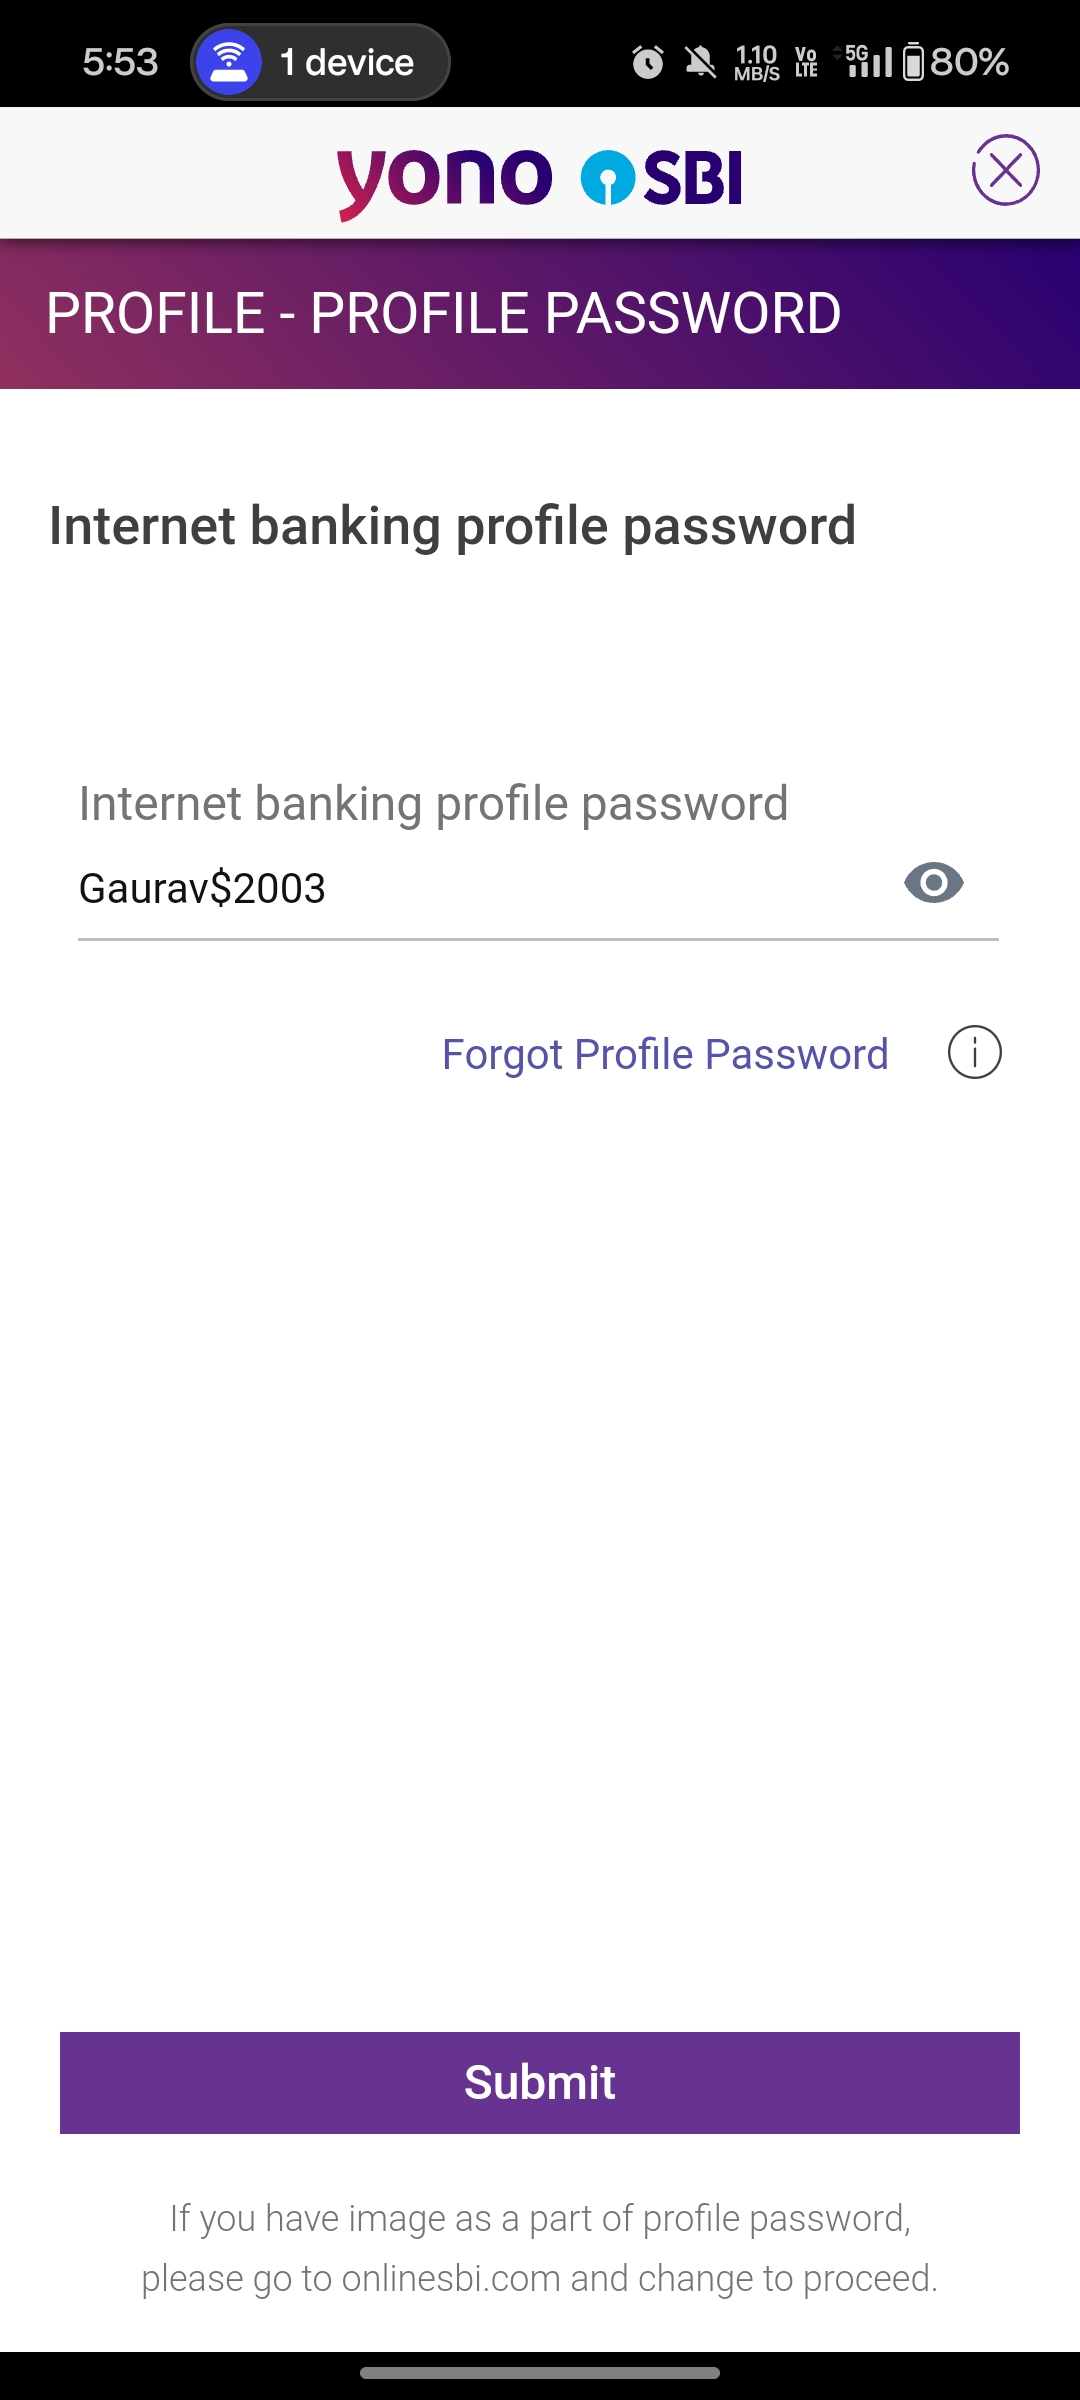 5:53 1 device 1.10 MB/S Vo LTE 5G 80%
yono SBI
PROFILE - PROFILE PASSWORD
Internet banking profile password
Internet banking profile password
Gaurav$2003
Forgot Profile Password
Submit
If you have image as a part of profile password,
please go to onlinesbi.com and change to proceed.